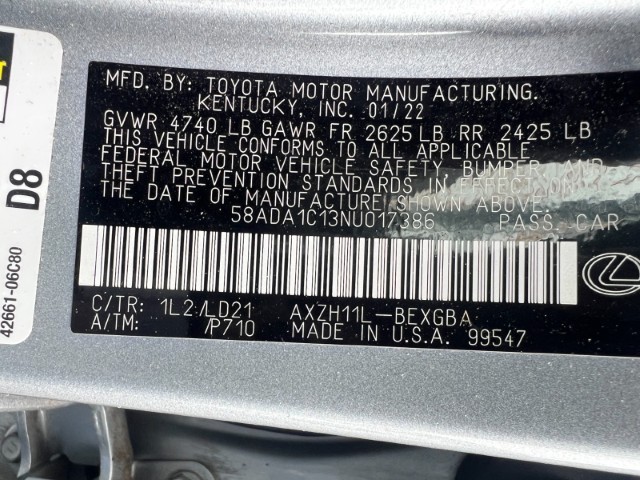 MFD. BY: TOYOTA MOTOR MANUFACTURING.
KENTUCKY, INC. 01/22
GVWR 4740 LB GAWR FR 2625 LB RR 2425 LB
THIS VEHICLE CONFORMS TO ALL APPLICABLE
FEDERAL MOTOR VEHICLE SAFETY, BUMPER, AND
THEFT PREVENTION STANDARDS IN EFFECT ON
THE DATE OF MANUFACTURE SHOWN ABOVE.
58ADA1C13NU017386 PASS. CAR
C/TR: 1L2/LD21 AXZH11L-BEXGBA
A/TM: /P710 MADE IN U.S.A. 99547
D8
42661-06C80